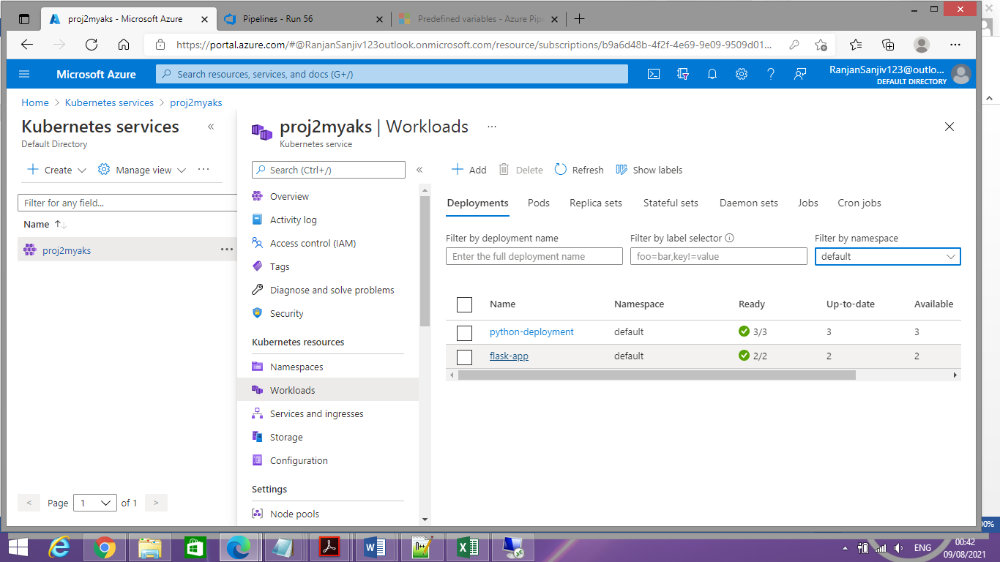 proj2myaks - Microsoft Azure
Pipelines - Run 56
Predefined variables - Azure Pip
https://portal.azure.com/#@RanjanSanjiv123outlook.onmicrosoft.com/resource/subscriptions/b9a6d48b-4f2f-4e69-9e09-9509d01...
Microsoft Azure
Search resources, services, and docs (G+/)
RanjanSanjiv123@outlo...
DEFAULT DIRECTORY
Home > Kubernetes services > proj2myaks
Kubernetes services
Default Directory
Create
Manage view
Filter for any field...
Name
proj2myaks
< Page 1 of 1 >
proj2myaks | Workloads
Kubernetes service
Search (Ctrl+/)
Overview
Activity log
Access control (IAM)
Tags
Diagnose and solve problems
Security
Kubernetes resources
Namespaces
Workloads
Services and ingresses
Storage
Configuration
Settings
Node pools
Add Delete Refresh Show labels
Deployments Pods Replica sets Stateful sets Daemon sets Jobs Cron jobs
Filter by deployment name Filter by label selector Filter by namespace
Enter the full deployment name foo=bar,key!=value default
Name Namespace Ready Up-to-date Available
python-deployment default 3/3 3 3
flask-app default 2/2 2 2
00%
ENG
00:42
09/08/2021